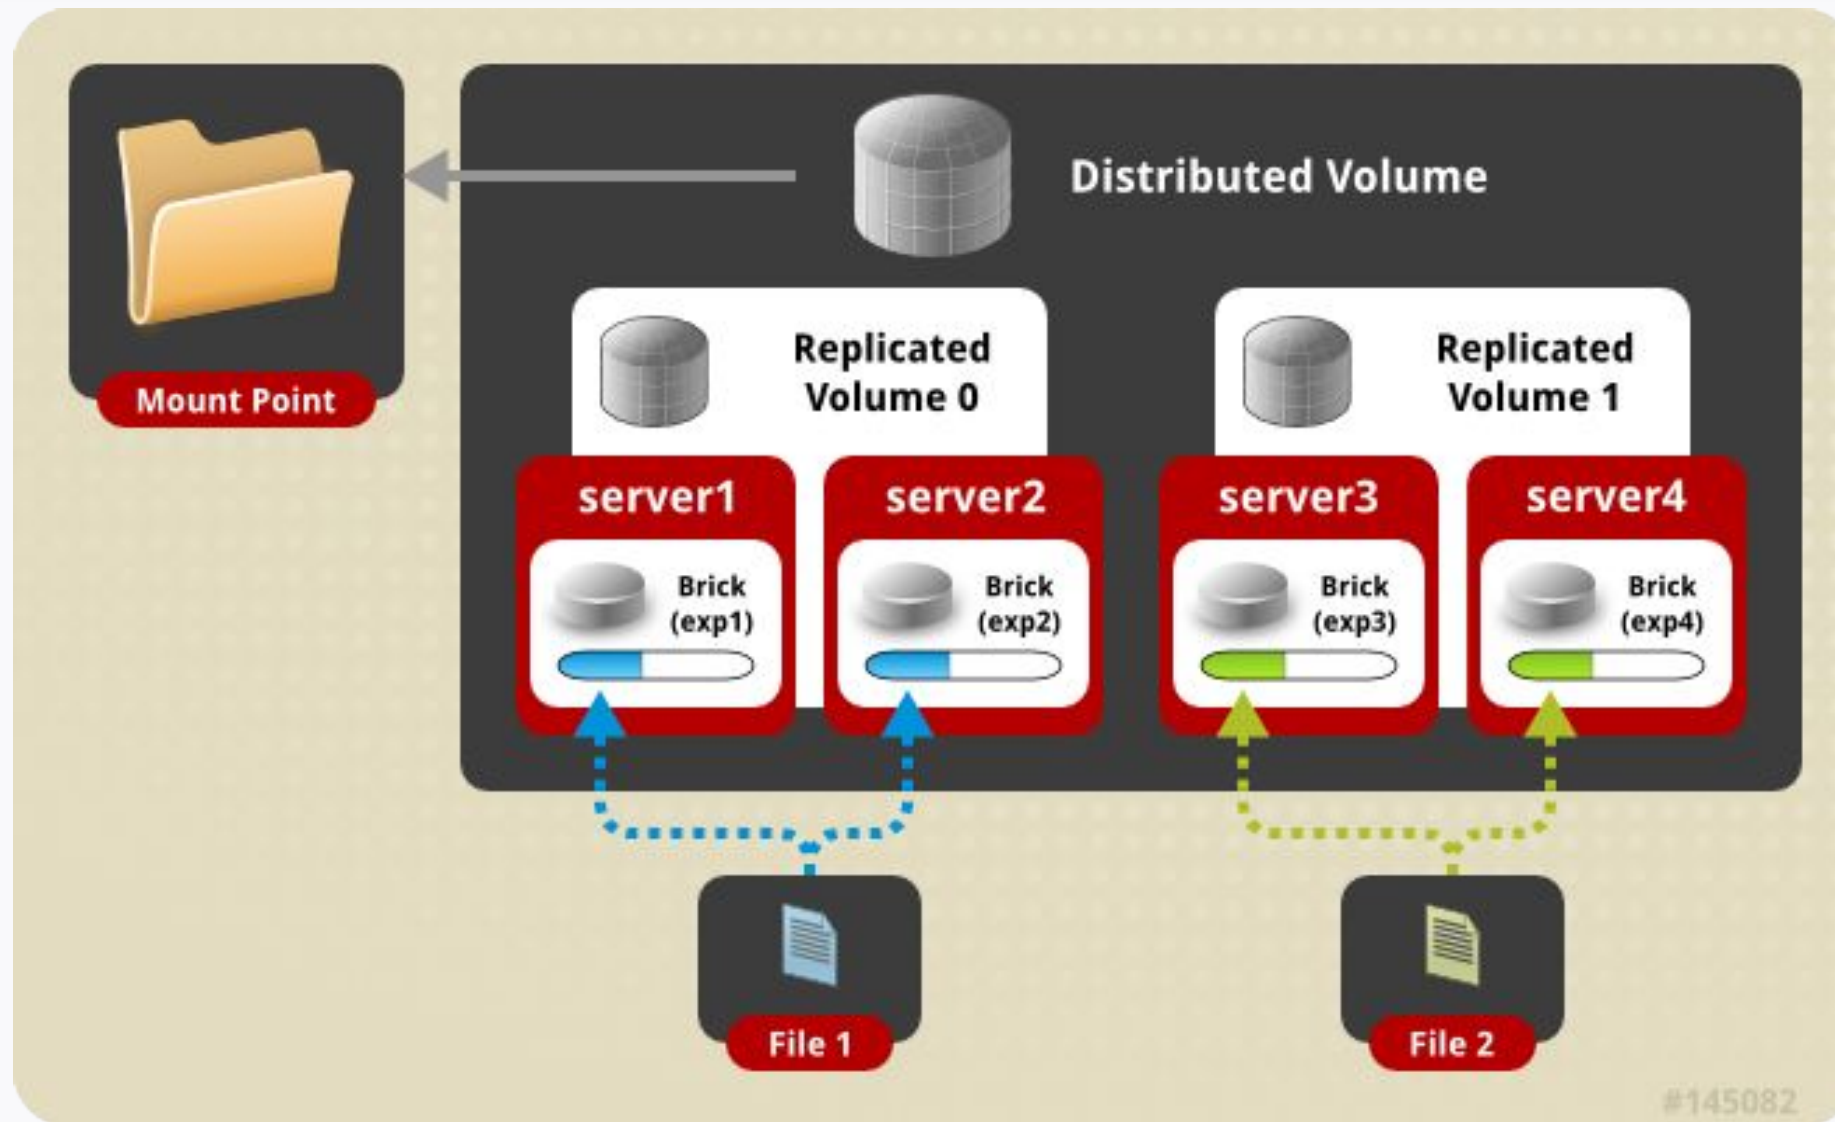 Distributed Volume
Mount Point
Replicated
Volume 0
Replicated
Volume 1
server1
server2
server3
server4
Brick
(exp1)
Brick
(exp2)
Brick
(exp3)
Brick
(exp4)
File 1
File 2
#145082